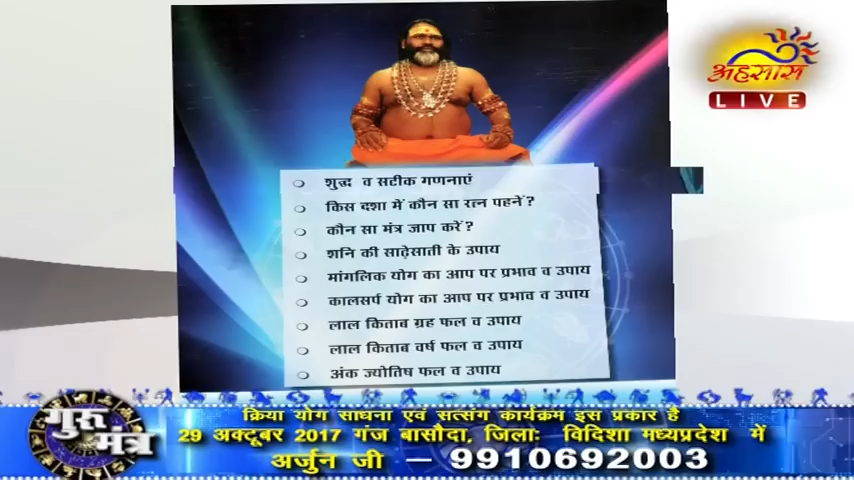 अहसास
LIVE
शुद्ध व सटीक गणनाएं
किस दशा में कौन सा रत्न पहनें?
कौन सा मंत्र जाप करें?
शनि की साढ़ेसाती के उपाय
मांगलिक योग का आप पर प्रभाव व उपाय
कालसर्प योग का आप पर प्रभाव व उपाय
लाल किताब ग्रह फल व उपाय
लाल किताब वर्ष फल व उपाय
अंक ज्योतिष फल व उपाय
गुरु
मंत्र
क्रिया योग साधना एवं सत्संग कार्यक्रम इस प्रकार है
29 अक्टूबर 2017 गंज बासौदा, जिलाः विदिशा मध्यप्रदेश में
अर्जुन जी – 9910692003